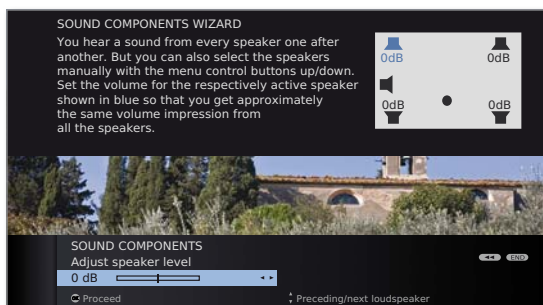 SOUND COMPONENTS WIZARD
You hear a sound from every speaker one after
another. But you can also select the speakers
manually with the menu control buttons up/down.
Set the volume for the respectively active speaker
shown in blue so that you get approximately
the same volume impression from
all the speakers.
0dB 0dB
0dB 0dB
SOUND COMPONENTS
Adjust speaker level
END
0 dB
OK Proceed
Preceding/next loudspeaker